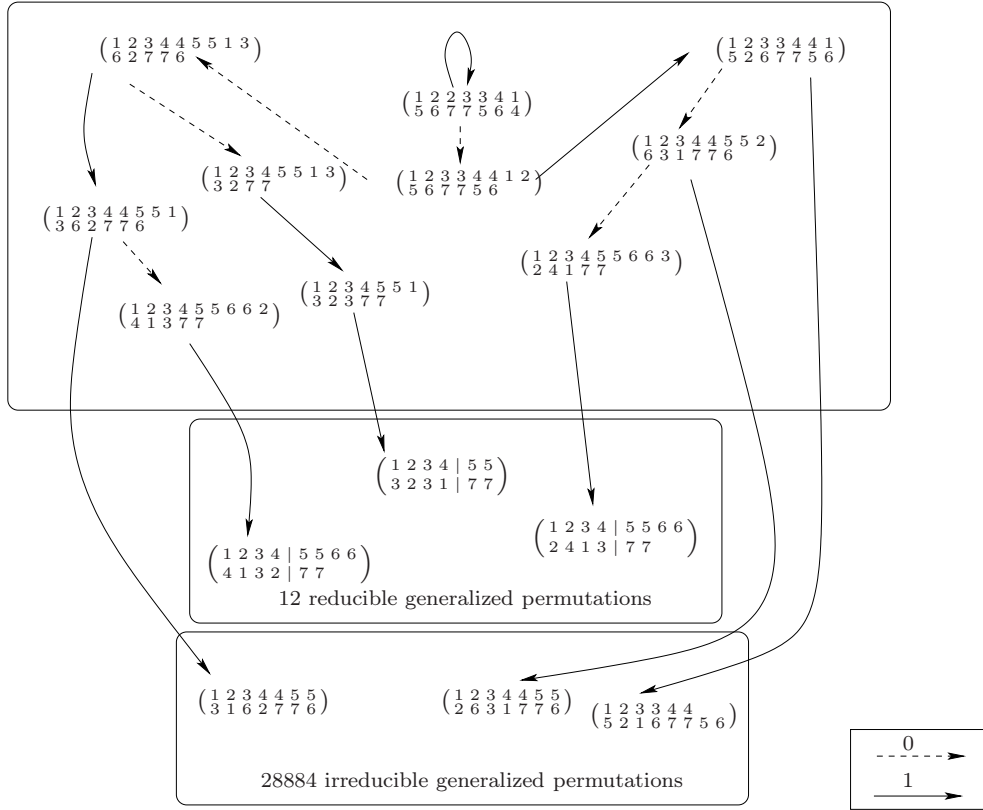 ( 1 2 3 4 4 5 5 1 3 )
( 6 2 7 7 6 )
( 1 2 2 3 3 4 1 )
( 5 6 7 7 5 6 4 )
( 1 2 3 3 4 4 1 )
( 5 2 6 7 7 5 6 )
( 1 2 3 4 4 5 5 2 )
( 6 3 1 7 7 6 )
( 1 2 3 4 5 5 1 3 )
( 3 2 7 7 )
( 1 2 3 3 4 4 1 2 )
( 5 6 7 7 5 6 )
( 1 2 3 4 4 5 5 1 )
( 3 6 2 7 7 6 )
( 1 2 3 4 5 5 6 6 3 )
( 2 4 1 7 7 )
( 1 2 3 4 5 5 1 )
( 3 2 3 7 7 )
( 1 2 3 4 5 5 6 6 2 )
( 4 1 3 7 7 )
( 1 2 3 4 | 5 5 )
( 3 2 3 1 | 7 7 )
( 1 2 3 4 | 5 5 6 6 )
( 2 4 1 3 | 7 7 )
( 1 2 3 4 | 5 5 6 6 )
( 4 1 3 2 | 7 7 )
12 reducible generalized permutations
( 1 2 3 4 4 5 5 )
( 3 1 6 2 7 7 6 )
( 1 2 3 4 4 5 5 )
( 2 6 3 1 7 7 6 )
( 1 2 3 3 4 4 )
( 5 2 1 6 7 7 5 6 )
28884 irreducible generalized permutations
0
1